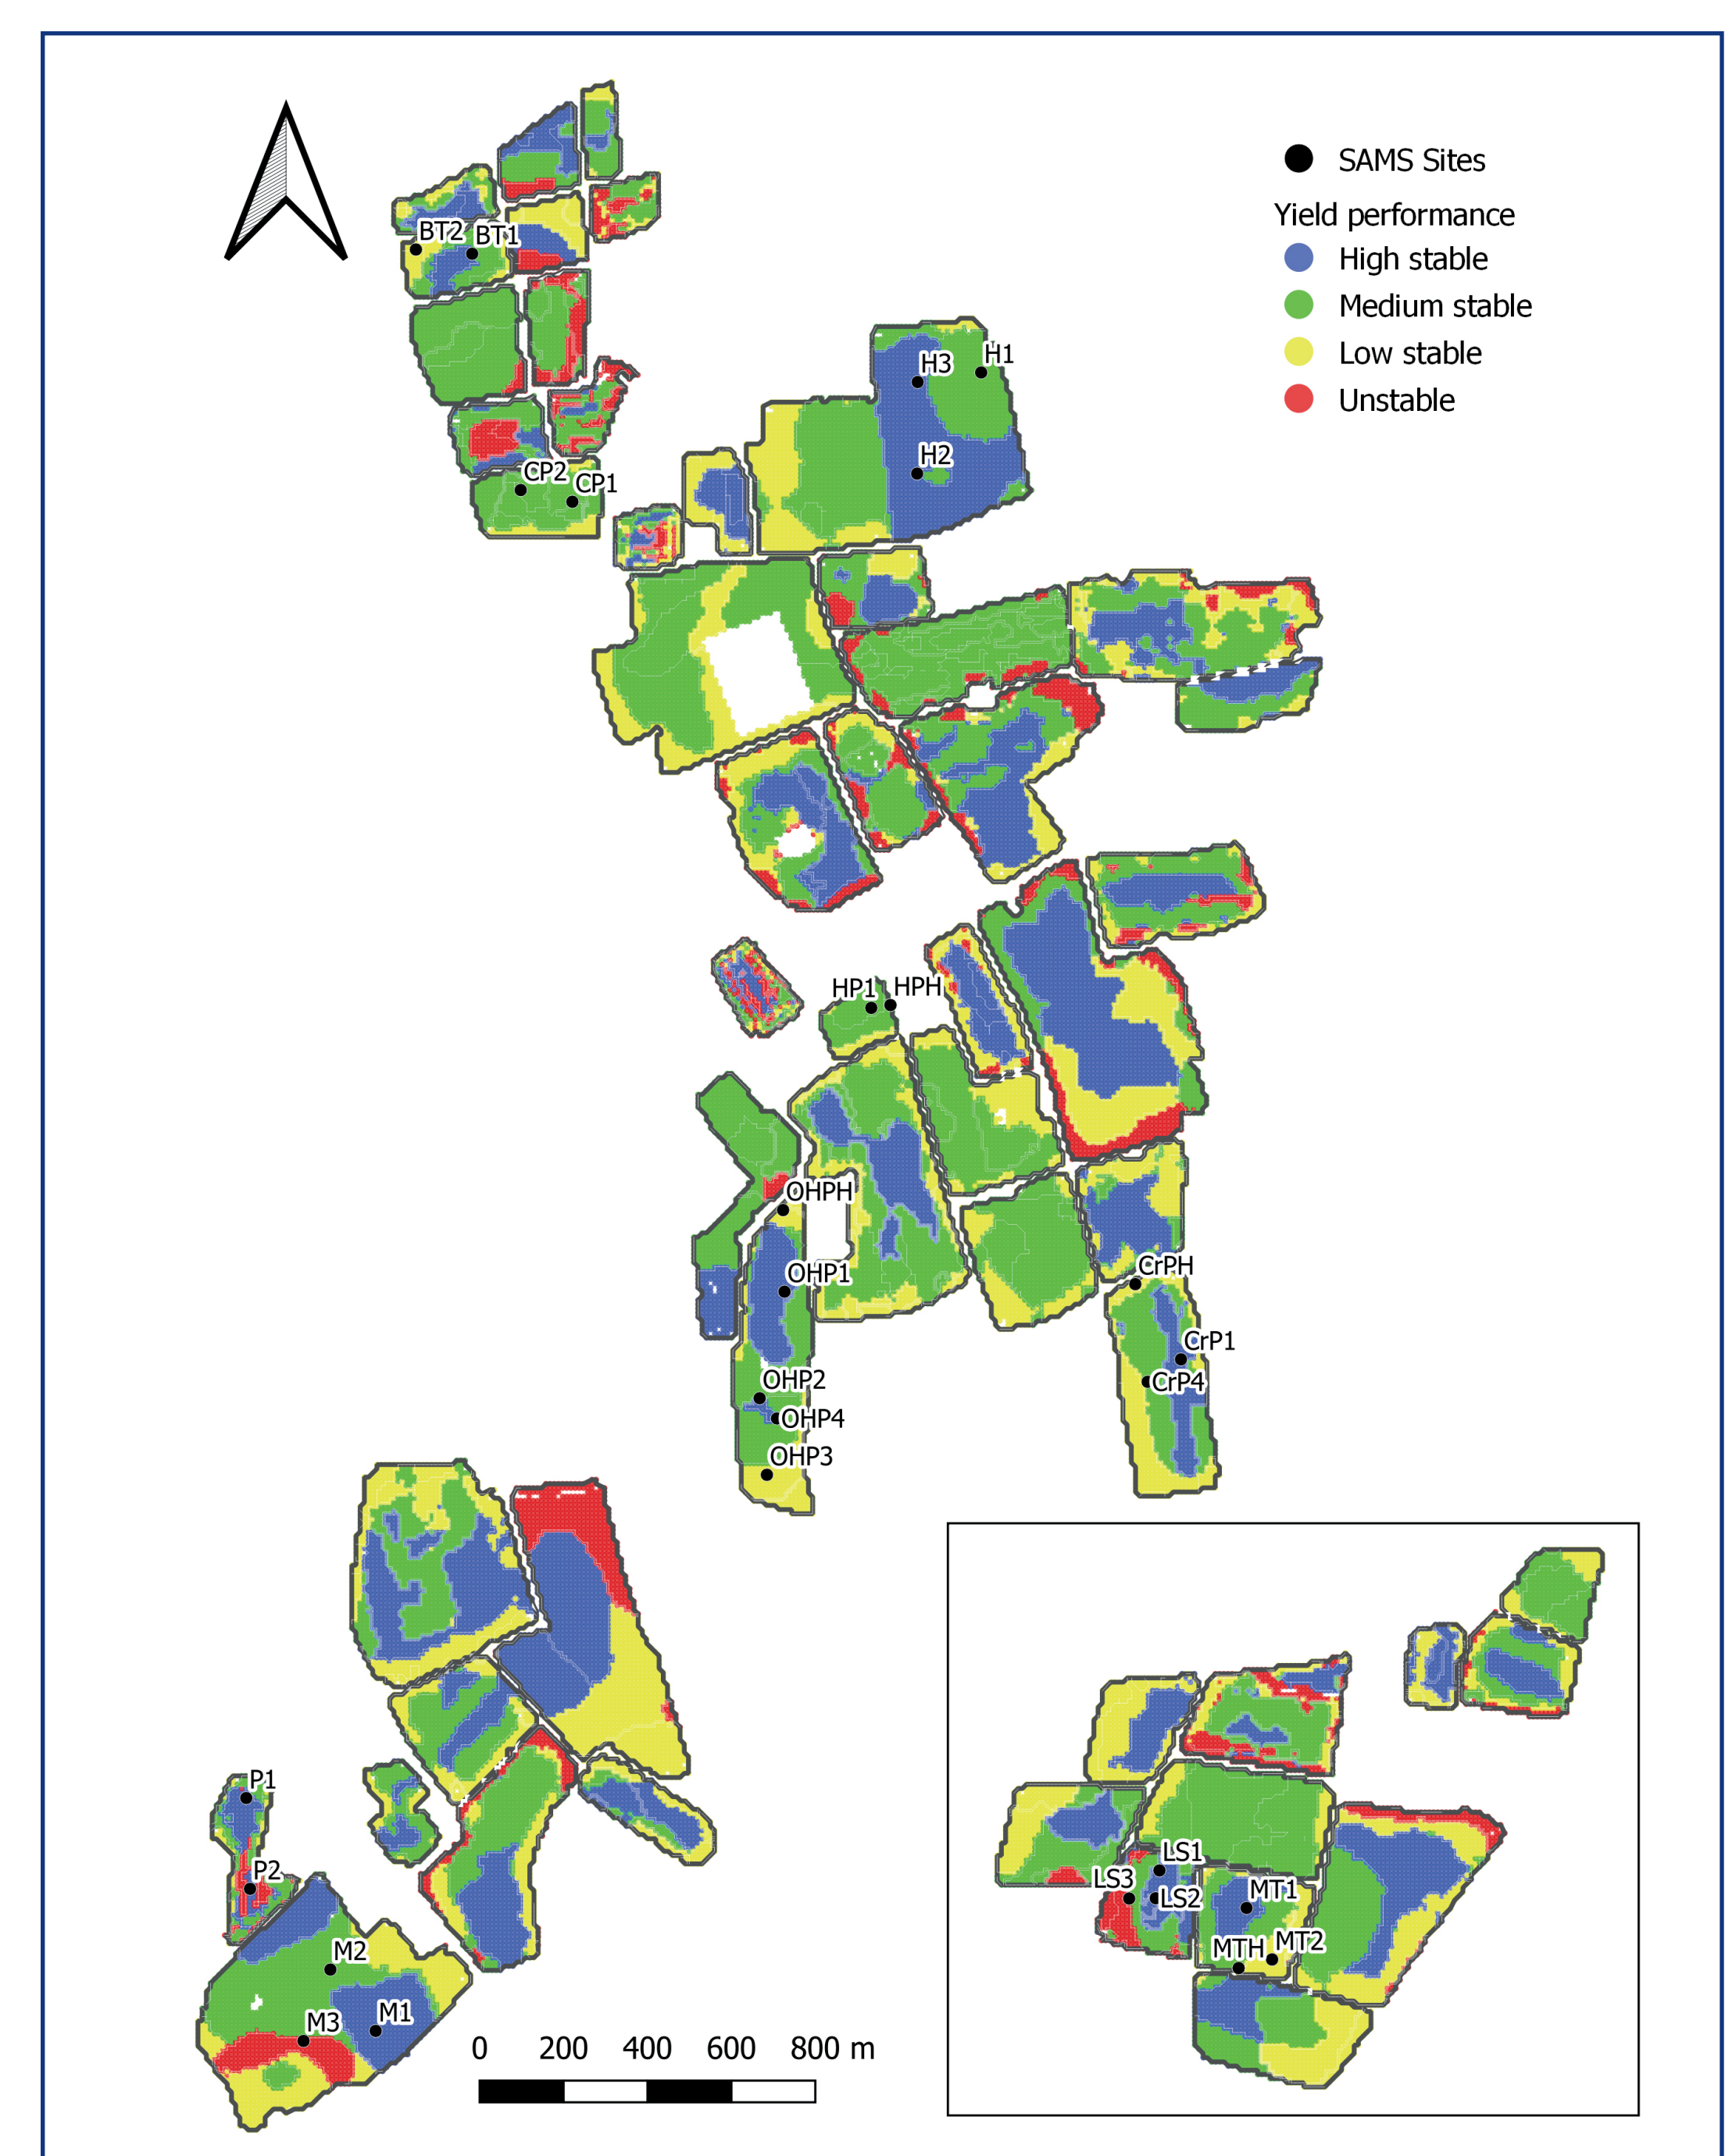 SAMS Sites
Yield performance
High stable
Medium stable
Low stable
Unstable
BT2
BT1
H3
H1
H2
CP2
CP1
HP1
HPH
OHPH
OHP1
CrPH
CrP1
CrP4
OHP2
OHP4
OHP3
P1
P2
M2
M1
M3
LS1
LS3
LS2
MT1
MTH
MT2
0 200 400 600 800 m